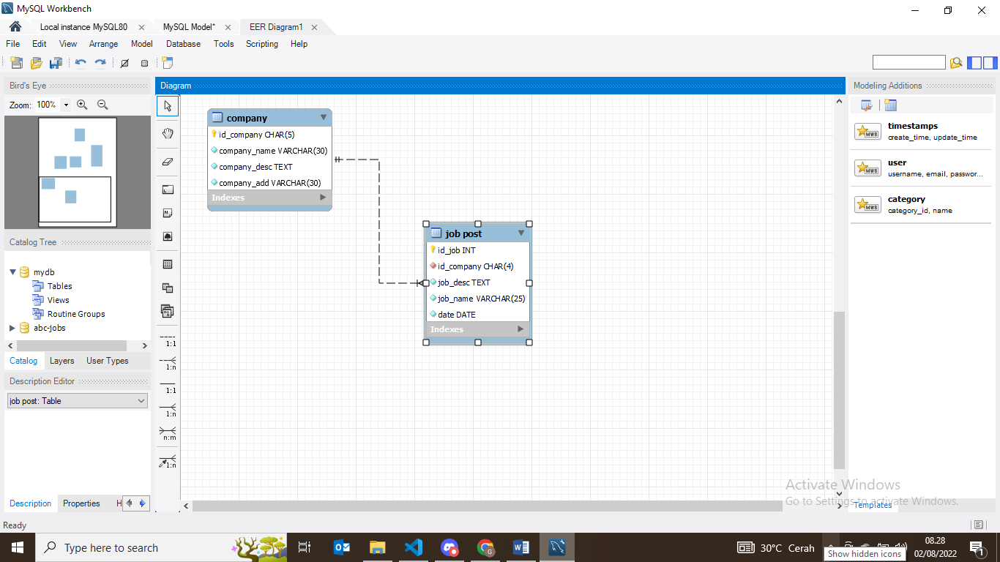 MySQL Workbench
Local instance MySQL80
MySQL Model*
EER Diagram1
File Edit View Arrange Model Database Tools Scripting Help
Bird's Eye
Zoom: 100%
Catalog Tree
mydb
Tables
Views
Routine Groups
abc-jobs
Catalog Layers User Types
Description Editor
job post: Table
Description Properties H
Ready
Diagram
1:1
1:n
1:1
1:n
n:m
1:n
company
id_company CHAR(5)
company_name VARCHAR(30)
company_desc TEXT
company_add VARCHAR(30)
Indexes
job post
id_job INT
id_company CHAR(4)
job_desc TEXT
job_name VARCHAR(25)
date DATE
Indexes
Modeling Additions
MWB
timestamps
create_time, update_time
MWB
user
username, email, passwor...
MWB
category
category_id, name
Activate Windows
Go to Settings to activate Windows.
Templates
Type here to search
30°C Cerah
Show hidden icons
08.28
02/08/2022
1